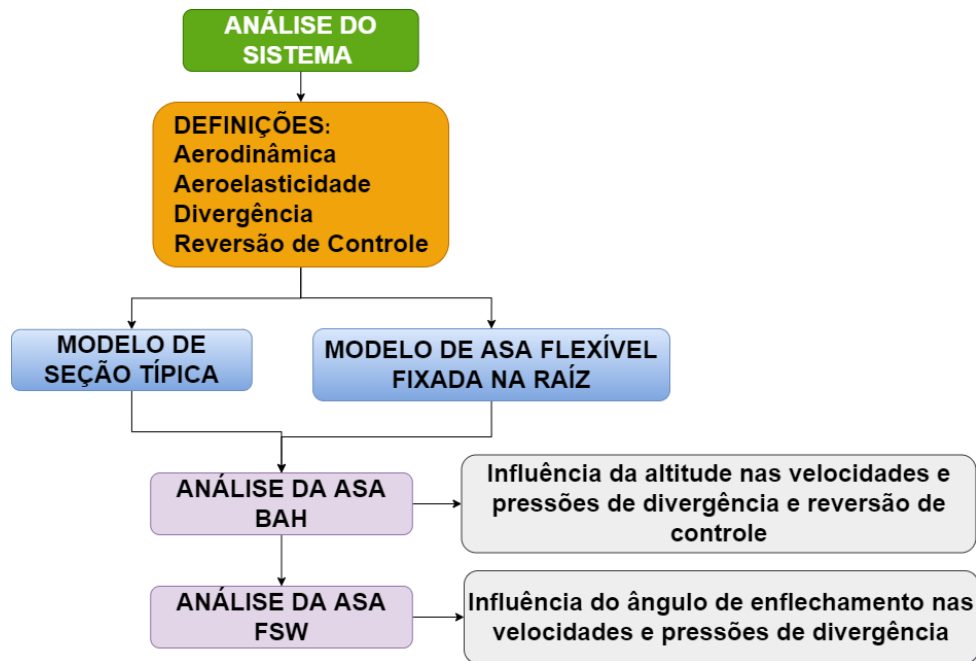 ANÁLISE DO
SISTEMA
DEFINIÇÕES:
Aerodinâmica
Aeroelasticidade
Divergência
Reversão de Controle
MODELO DE
SEÇÃO TÍPICA
MODELO DE ASA FLEXÍVEL
FIXADA NA RAÍZ
ANÁLISE DA ASA
BAH
Influência da altitude nas velocidades e
pressões de divergência e reversão de
controle
ANÁLISE DA ASA
FSW
Influência do ângulo de enflechamento nas
velocidades e pressões de divergência